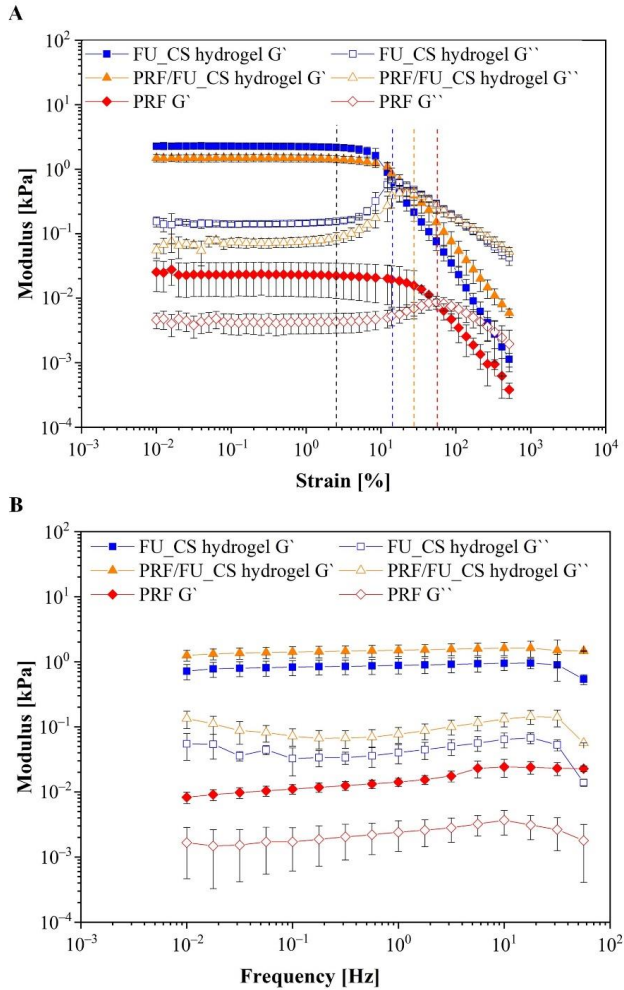 A
FU_CS hydrogel G` FU_CS hydrogel G``
PRF/FU_CS hydrogel G` PRF/FU_CS hydrogel G``
PRF G` PRF G``
10²
10¹
10⁰
10⁻¹
10⁻²
10⁻³
10⁻⁴
Modulus [kPa]
10⁻³ 10⁻² 10⁻¹ 10⁰ 10¹ 10² 10³ 10⁴
Strain [%]
B
FU_CS hydrogel G` FU_CS hydrogel G``
PRF/FU_CS hydrogel G` PRF/FU_CS hydrogel G``
PRF G` PRF G``
10²
10¹
10⁰
10⁻¹
10⁻²
10⁻³
10⁻⁴
Modulus [kPa]
10⁻³ 10⁻² 10⁻¹ 10⁰ 10¹ 10²
Frequency [Hz]